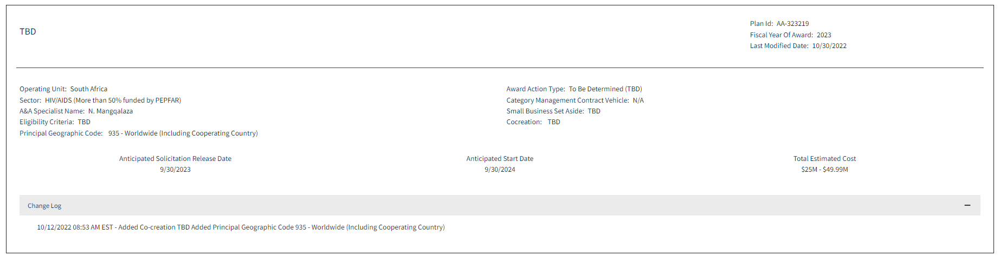 TBD
Plan Id: AA-323219
Fiscal Year Of Award: 2023
Last Modified Date: 10/30/2022
Operating Unit: South Africa
Sector: HIV/AIDS (More than 50% funded by PEPFAR)
A&A Specialist Name: N. Mangqalaza
Eligibility Criteria: TBD
Principal Geographic Code: 935 - Worldwide (Including Cooperating Country)
Award Action Type: To Be Determined (TBD)
Category Management Contract Vehicle: N/A
Small Business Set Aside: TBD
Cocreation: TBD
Anticipated Solicitation Release Date
9/30/2023
Anticipated Start Date
9/30/2024
Total Estimated Cost
$25M - $49.99M
Change Log
10/12/2022 08:53 AM EST - Added Co-creation TBD Added Principal Geographic Code 935 - Worldwide (Including Cooperating Country)